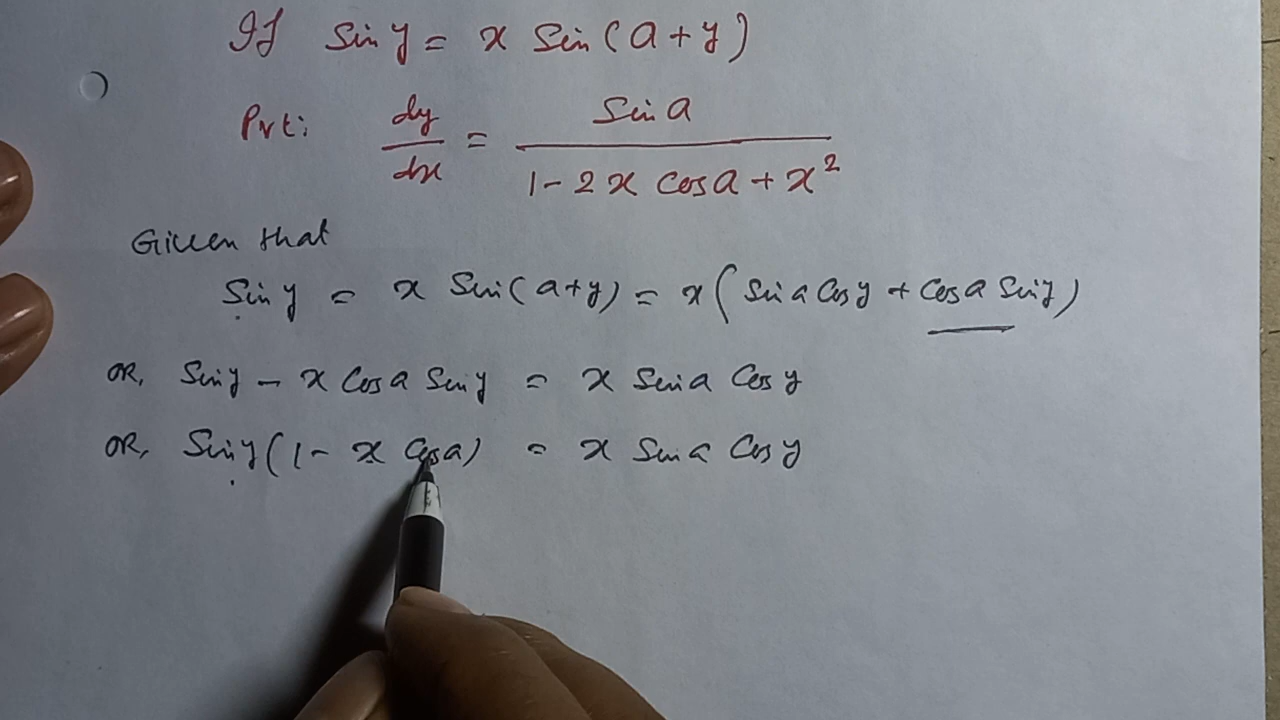 If Sin y = x Sin (a + y)
Prt: dy/dx = Sin a / 1 - 2x Cos a + x²
Given that
Sin y = x Sin (a+y) = x (Sin a Cos y + Cos a Sin y)
OR, Sin y - x Cos a Sin y = x Sin a Cos y
OR, Sin y (1 - x Cos a) = x Sin a Cos y